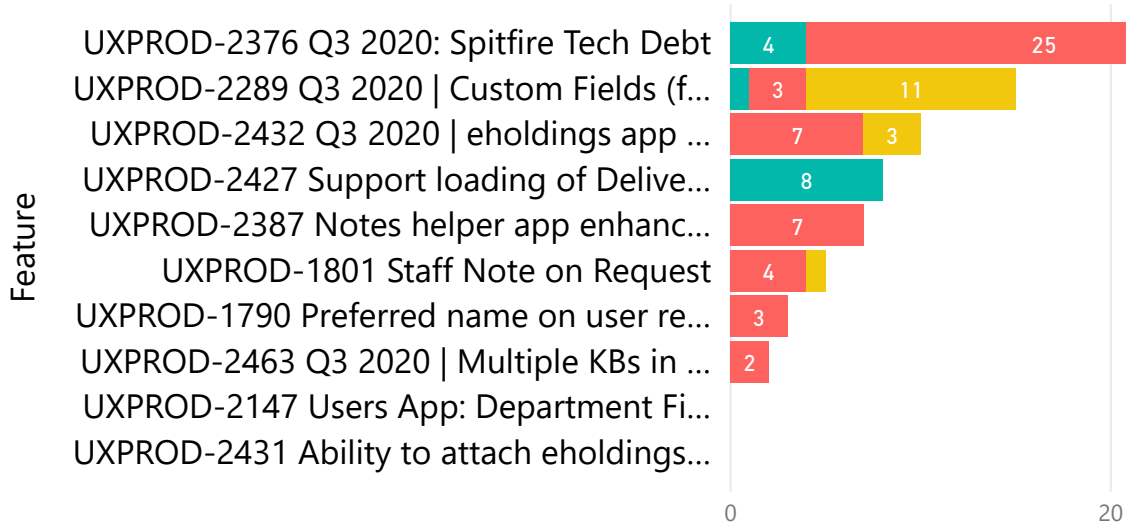 UXPROD-2376 Q3 2020: Spitfire Tech Debt 4 25
UXPROD-2289 Q3 2020 | Custom Fields (f... 3 11
UXPROD-2432 Q3 2020 | eholdings app ... 7 3
UXPROD-2427 Support loading of Delive... 8
UXPROD-2387 Notes helper app enhanc... 7
UXPROD-1801 Staff Note on Request 4
UXPROD-1790 Preferred name on user re... 3
UXPROD-2463 Q3 2020 | Multiple KBs in ... 2
UXPROD-2147 Users App: Department Fi...
UXPROD-2431 Ability to attach eholdings...
Feature
0 20